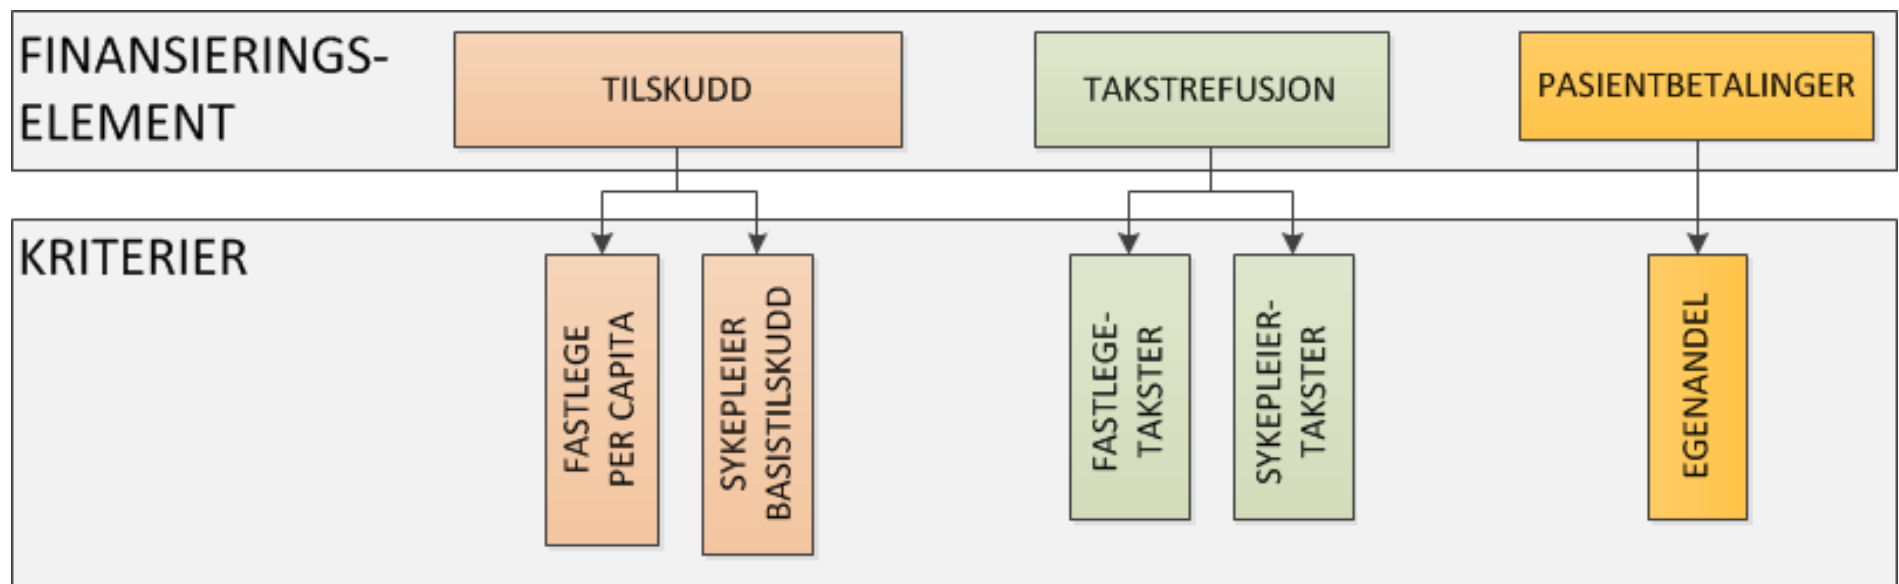 FINANSIERINGS-
ELEMENT
TILSKUDD
TAKSTREFUSJON
PASIENTBETALINGER
KRITERIER
FASTLEGE
PER CAPITA
SYKEPLEIER
BASISTILSKUDD
FASTLEGE-
TAKSTER
SYKEPLEIER-
TAKSTER
EGENANDEL